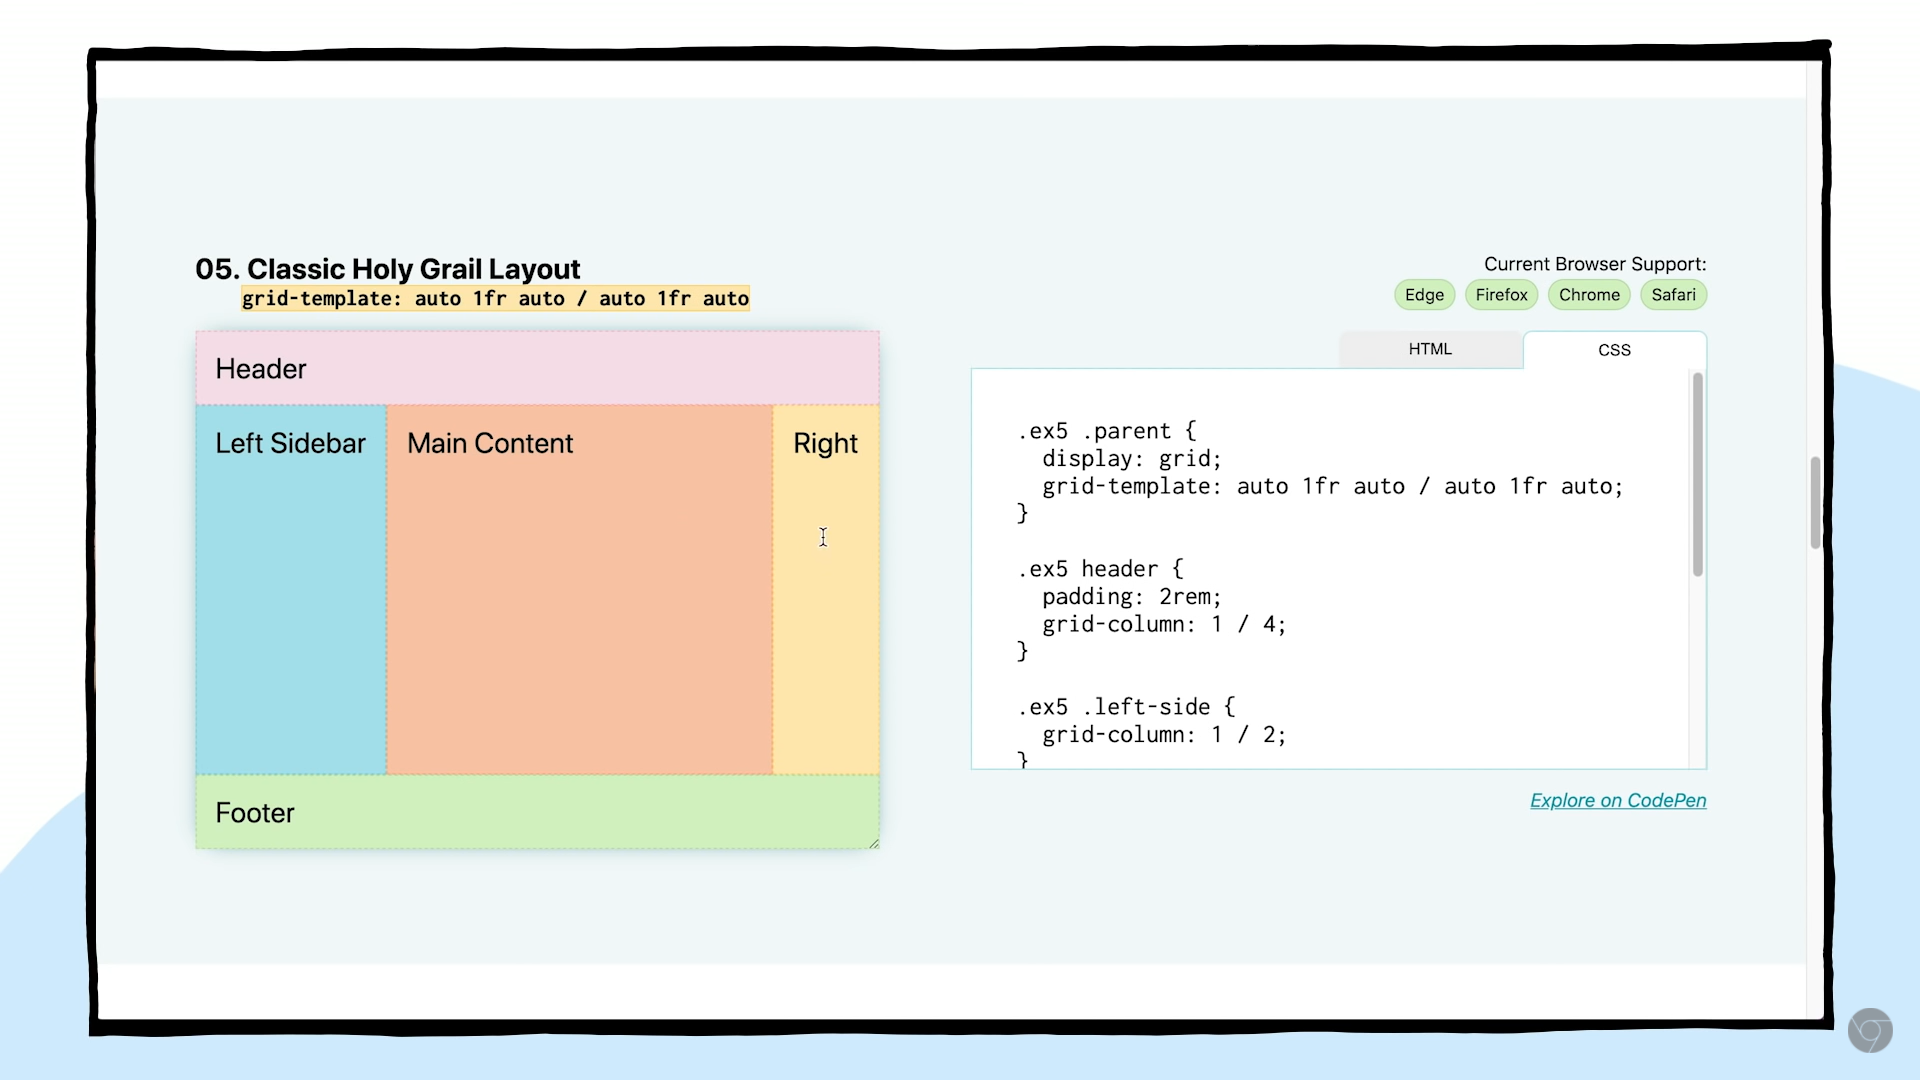 05. Classic Holy Grail Layout
grid-template: auto 1fr auto / auto 1fr auto
Header
Left Sidebar
Main Content
Right
Footer
Current Browser Support:
Edge
Firefox
Chrome
Safari
HTML
CSS
.ex5 .parent {
display: grid;
grid-template: auto 1fr auto / auto 1fr auto;
}
.ex5 header {
padding: 2rem;
grid-column: 1 / 4;
}
.ex5 .left-side {
grid-column: 1 / 2;
}
Explore on CodePen